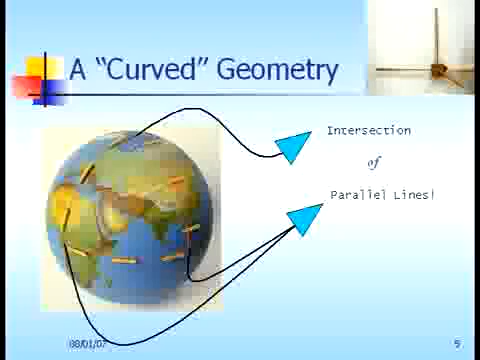 A “Curved” Geometry
Intersection
of
Parallel Lines!
08/01/07
5